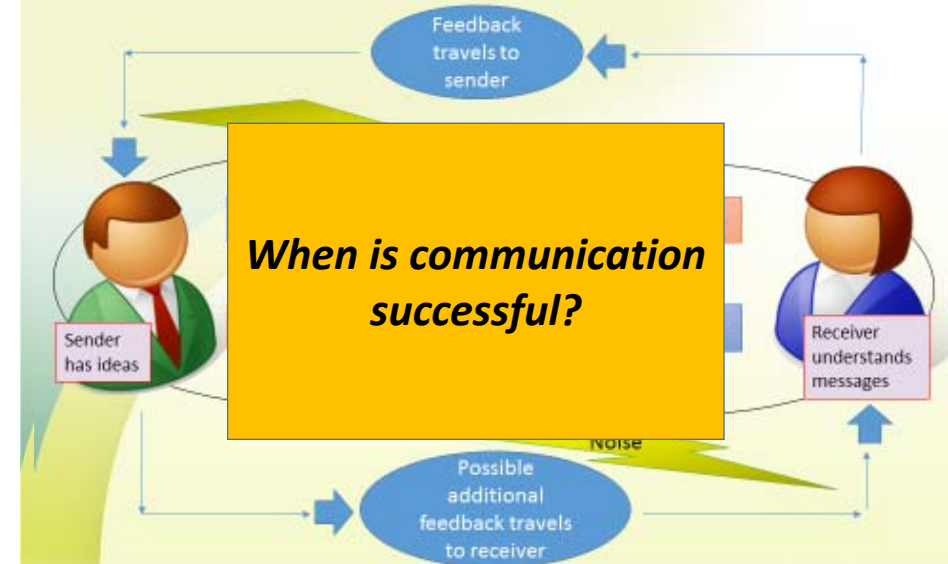 Feedback
travels to
sender
When is communication
successful?
Sender
has ideas
Receiver
understands
messages
Noise
Possible
additional
feedback travels
to receiver